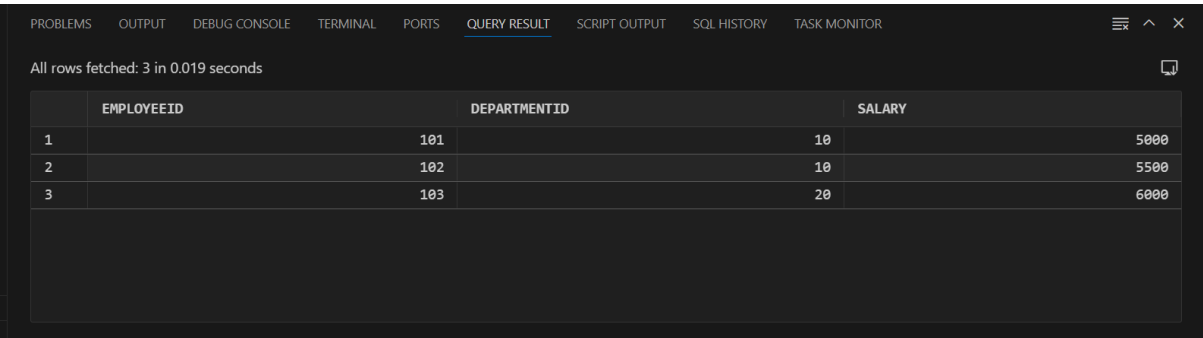 PROBLEMS OUTPUT DEBUG CONSOLE TERMINAL PORTS QUERY RESULT SCRIPT OUTPUT SQL HISTORY TASK MONITOR
All rows fetched: 3 in 0.019 seconds
EMPLOYEEID DEPARTMENTID SALARY
1 101 10 5000
2 102 10 5500
3 103 20 6000